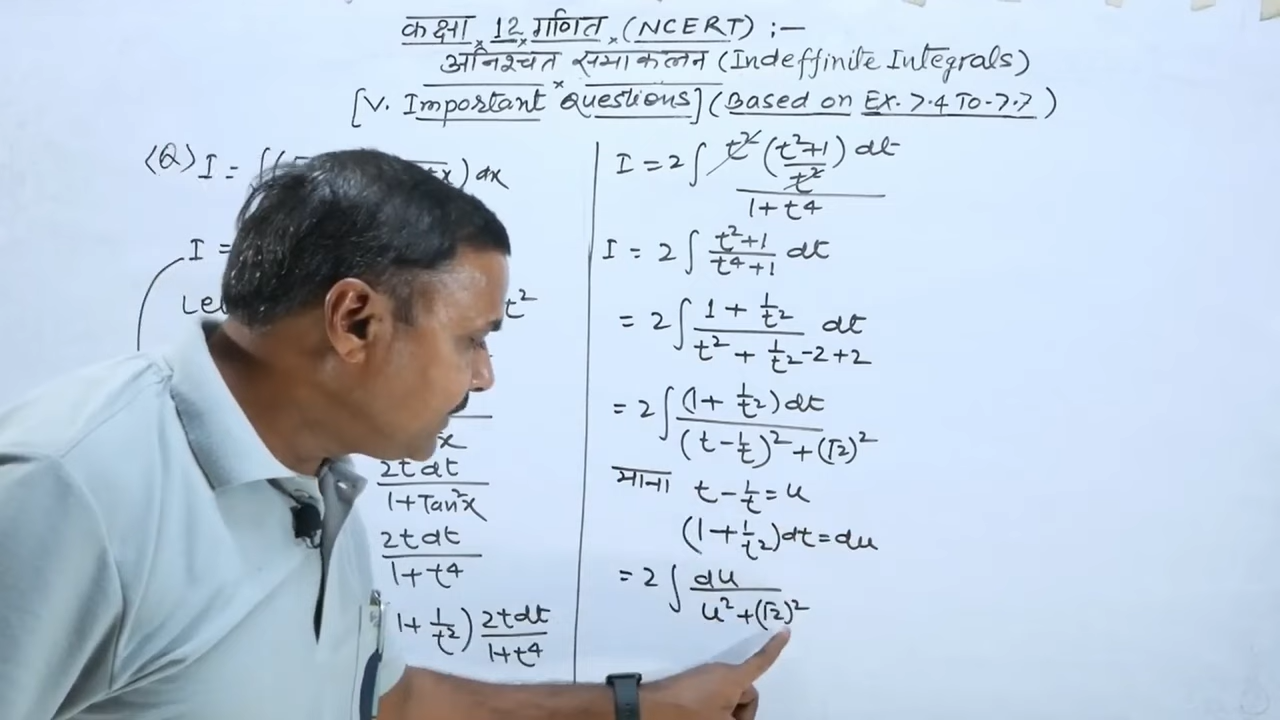 कक्षा 12 गणित (NCERT) :-
अनिश्चत समाकलन (Indeffinite Integrals)
[V. Important Questions] (Based on Ex. 7.4 To-7.7)
(Q) I = ∫(√ x) dx
I =
Let t²
x
2t dt / 1+Tan²x
2t dt / 1+t⁴
1+ 1/t²) 2t dt / 1+t⁴
I = 2∫ t² (t²+1 / t²) dt / 1+t⁴
I = 2∫ t²+1 / t⁴+1 dt
= 2∫ 1 + 1/t² / t² + 1/t² -2+2 dt
= 2∫ (1+ 1/t²) dt / (t - 1/t)² + (√2)²
माना t - 1/t = u
(1+ 1/t²) dt = du
= 2∫ du / u² + (√2)²